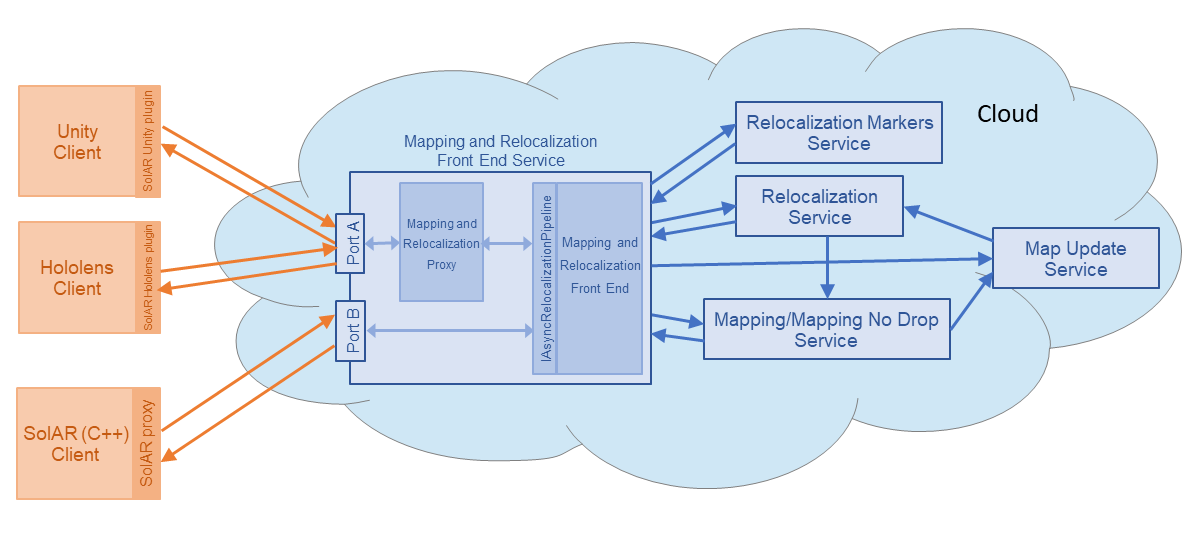 Cloud
Unity
Client
SolAR Unity plugin
Hololens
Client
SolAR Hololens plugin
SolAR (C++)
Client
SolAR proxy
Mapping and Relocalization
Front End Service
Port A
Port B
Mapping and
Relocalization
Proxy
IAsyncRelocalizationPipeline
Mapping and
Relocalization
Front End
Relocalization Markers
Service
Relocalization
Service
Map Update
Service
Mapping/Mapping No Drop
Service